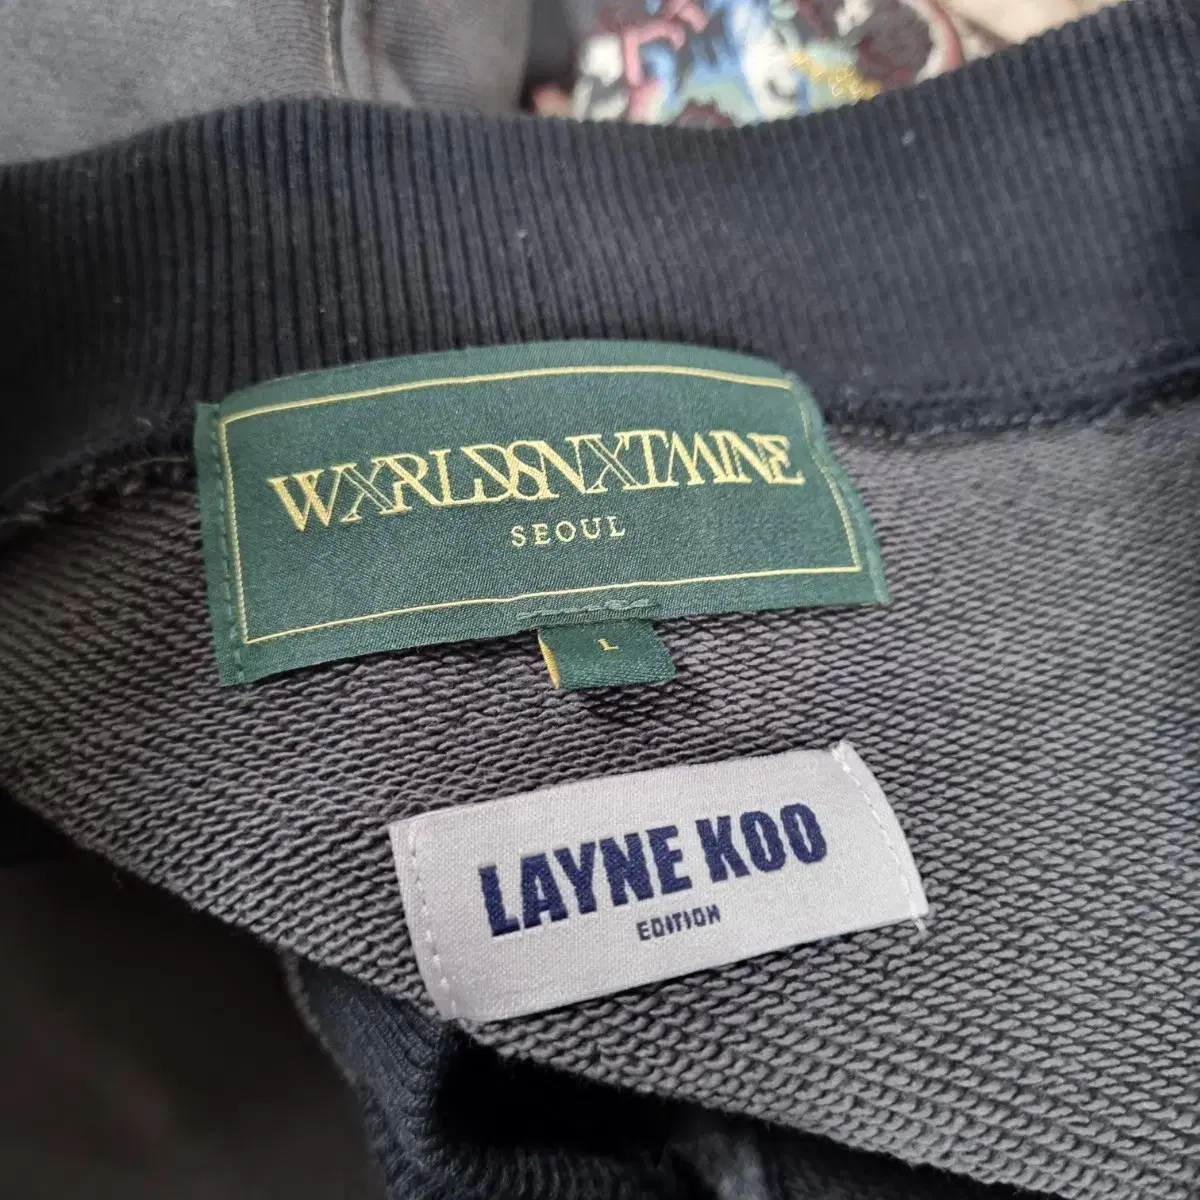 WXRLDSNXTMINE
SEOUL
L
LAYNE KOO
EDITION